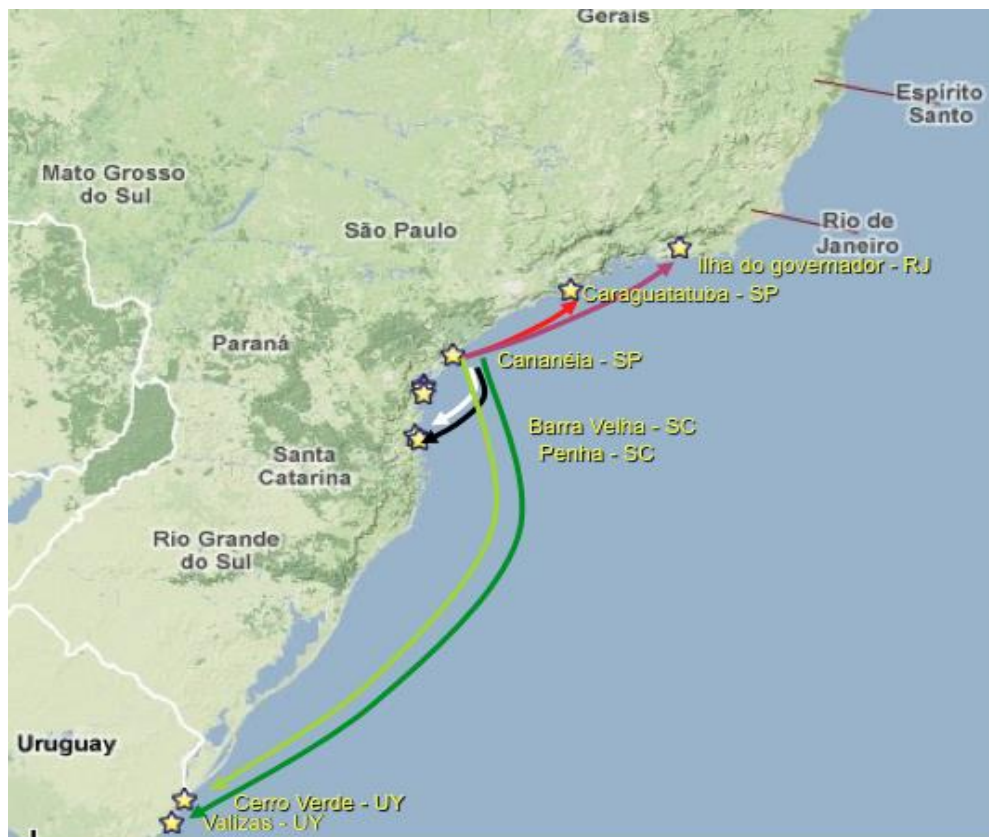 Gerais
Espírito
Santo
Mato Grosso
do Sul
São Paulo
Rio de
Janeiro
Ilha do governador - RJ
Caraguatatuba - SP
Paraná
Cananéia - SP
Barra Velha - SC
Penha - SC
Santa
Catarina
Rio Grande
do Sul
Uruguay
Cerro Verde - UY
Valizas - UY